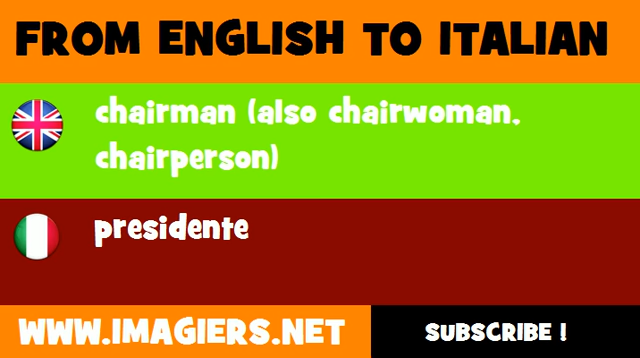 FROM ENGLISH TO ITALIAN
chairman (also chairwoman,
chairperson)
presidente
WWW.IMAGIERS.NET
SUBSCRIBE !